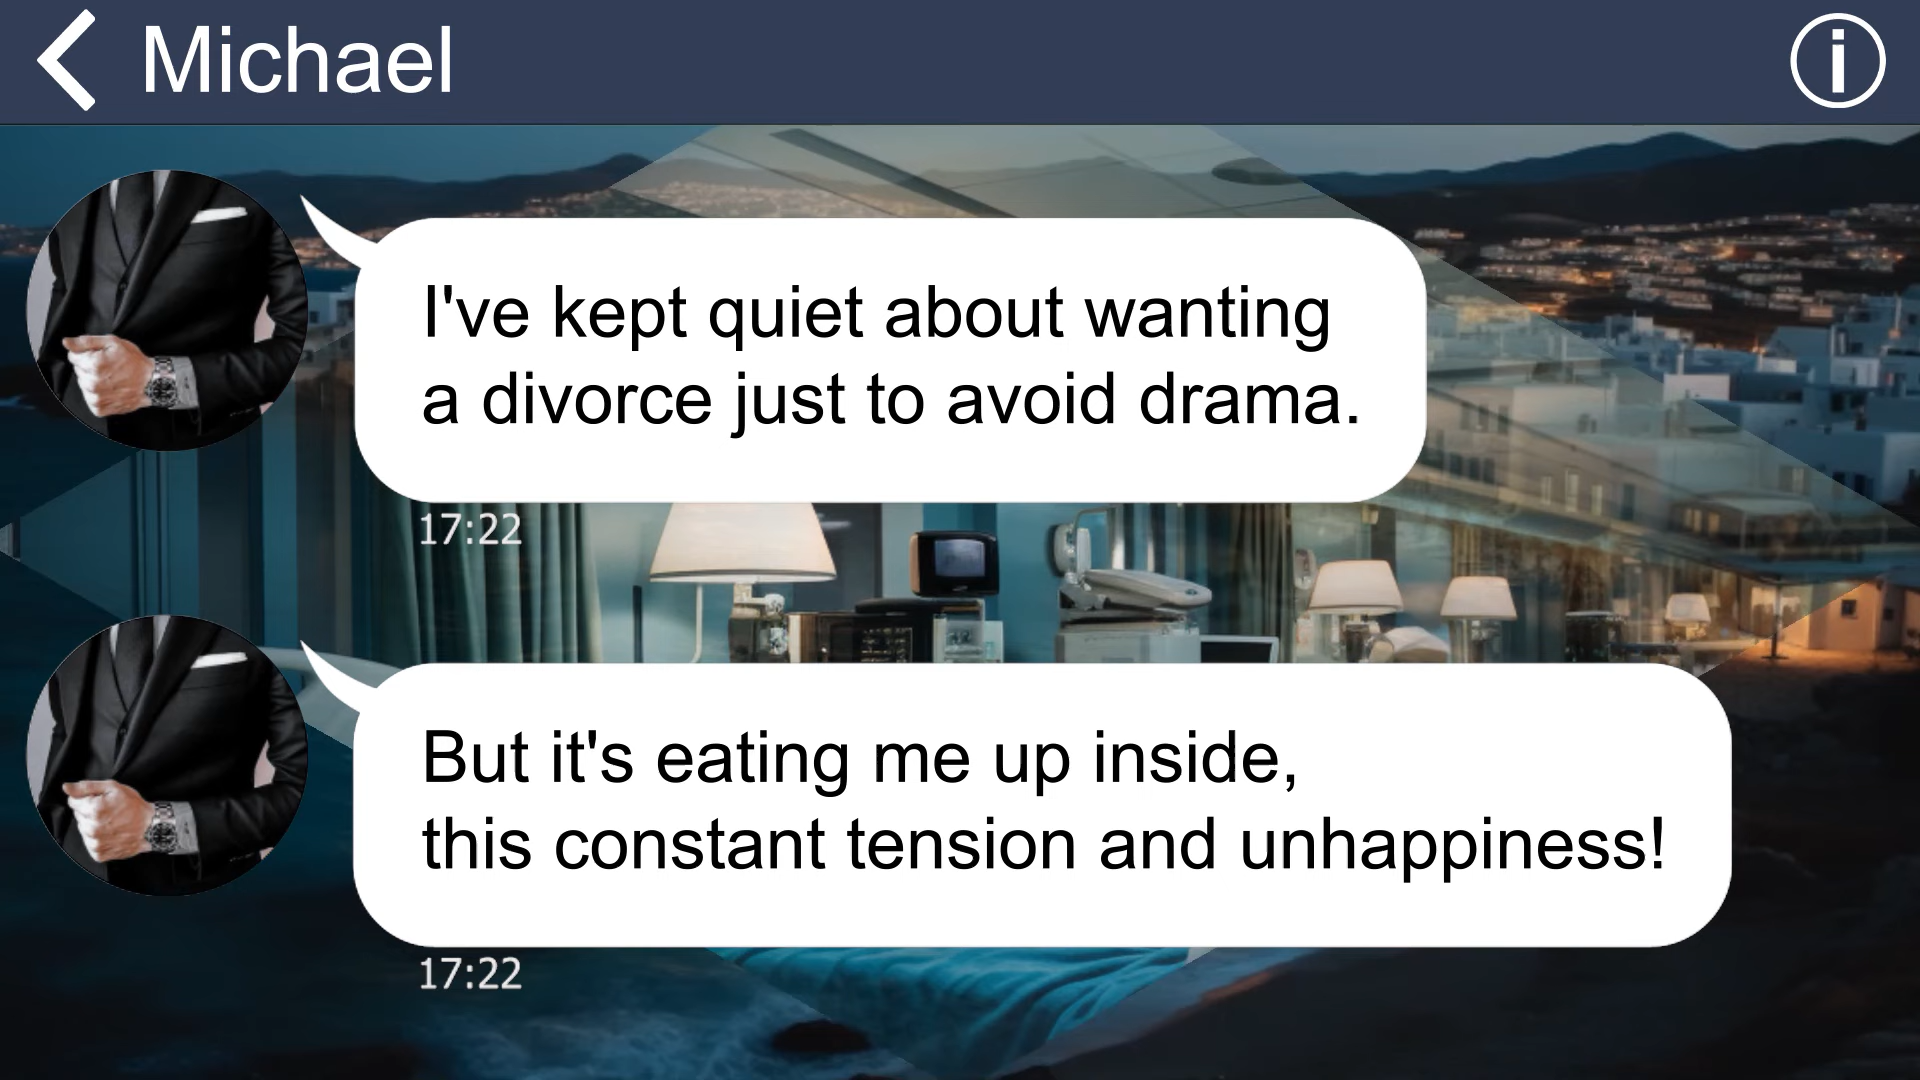 Michael
I've kept quiet about wanting
a divorce just to avoid drama.
17:22
But it's eating me up inside,
this constant tension and unhappiness!
17:22